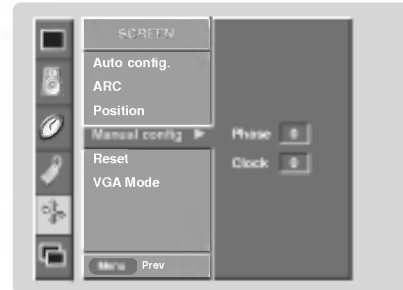 SCREEN
Auto config.
ARC
Position
Manual config ▶
Phase 0
Clock 0
Reset
VGA Mode
Menu Prev